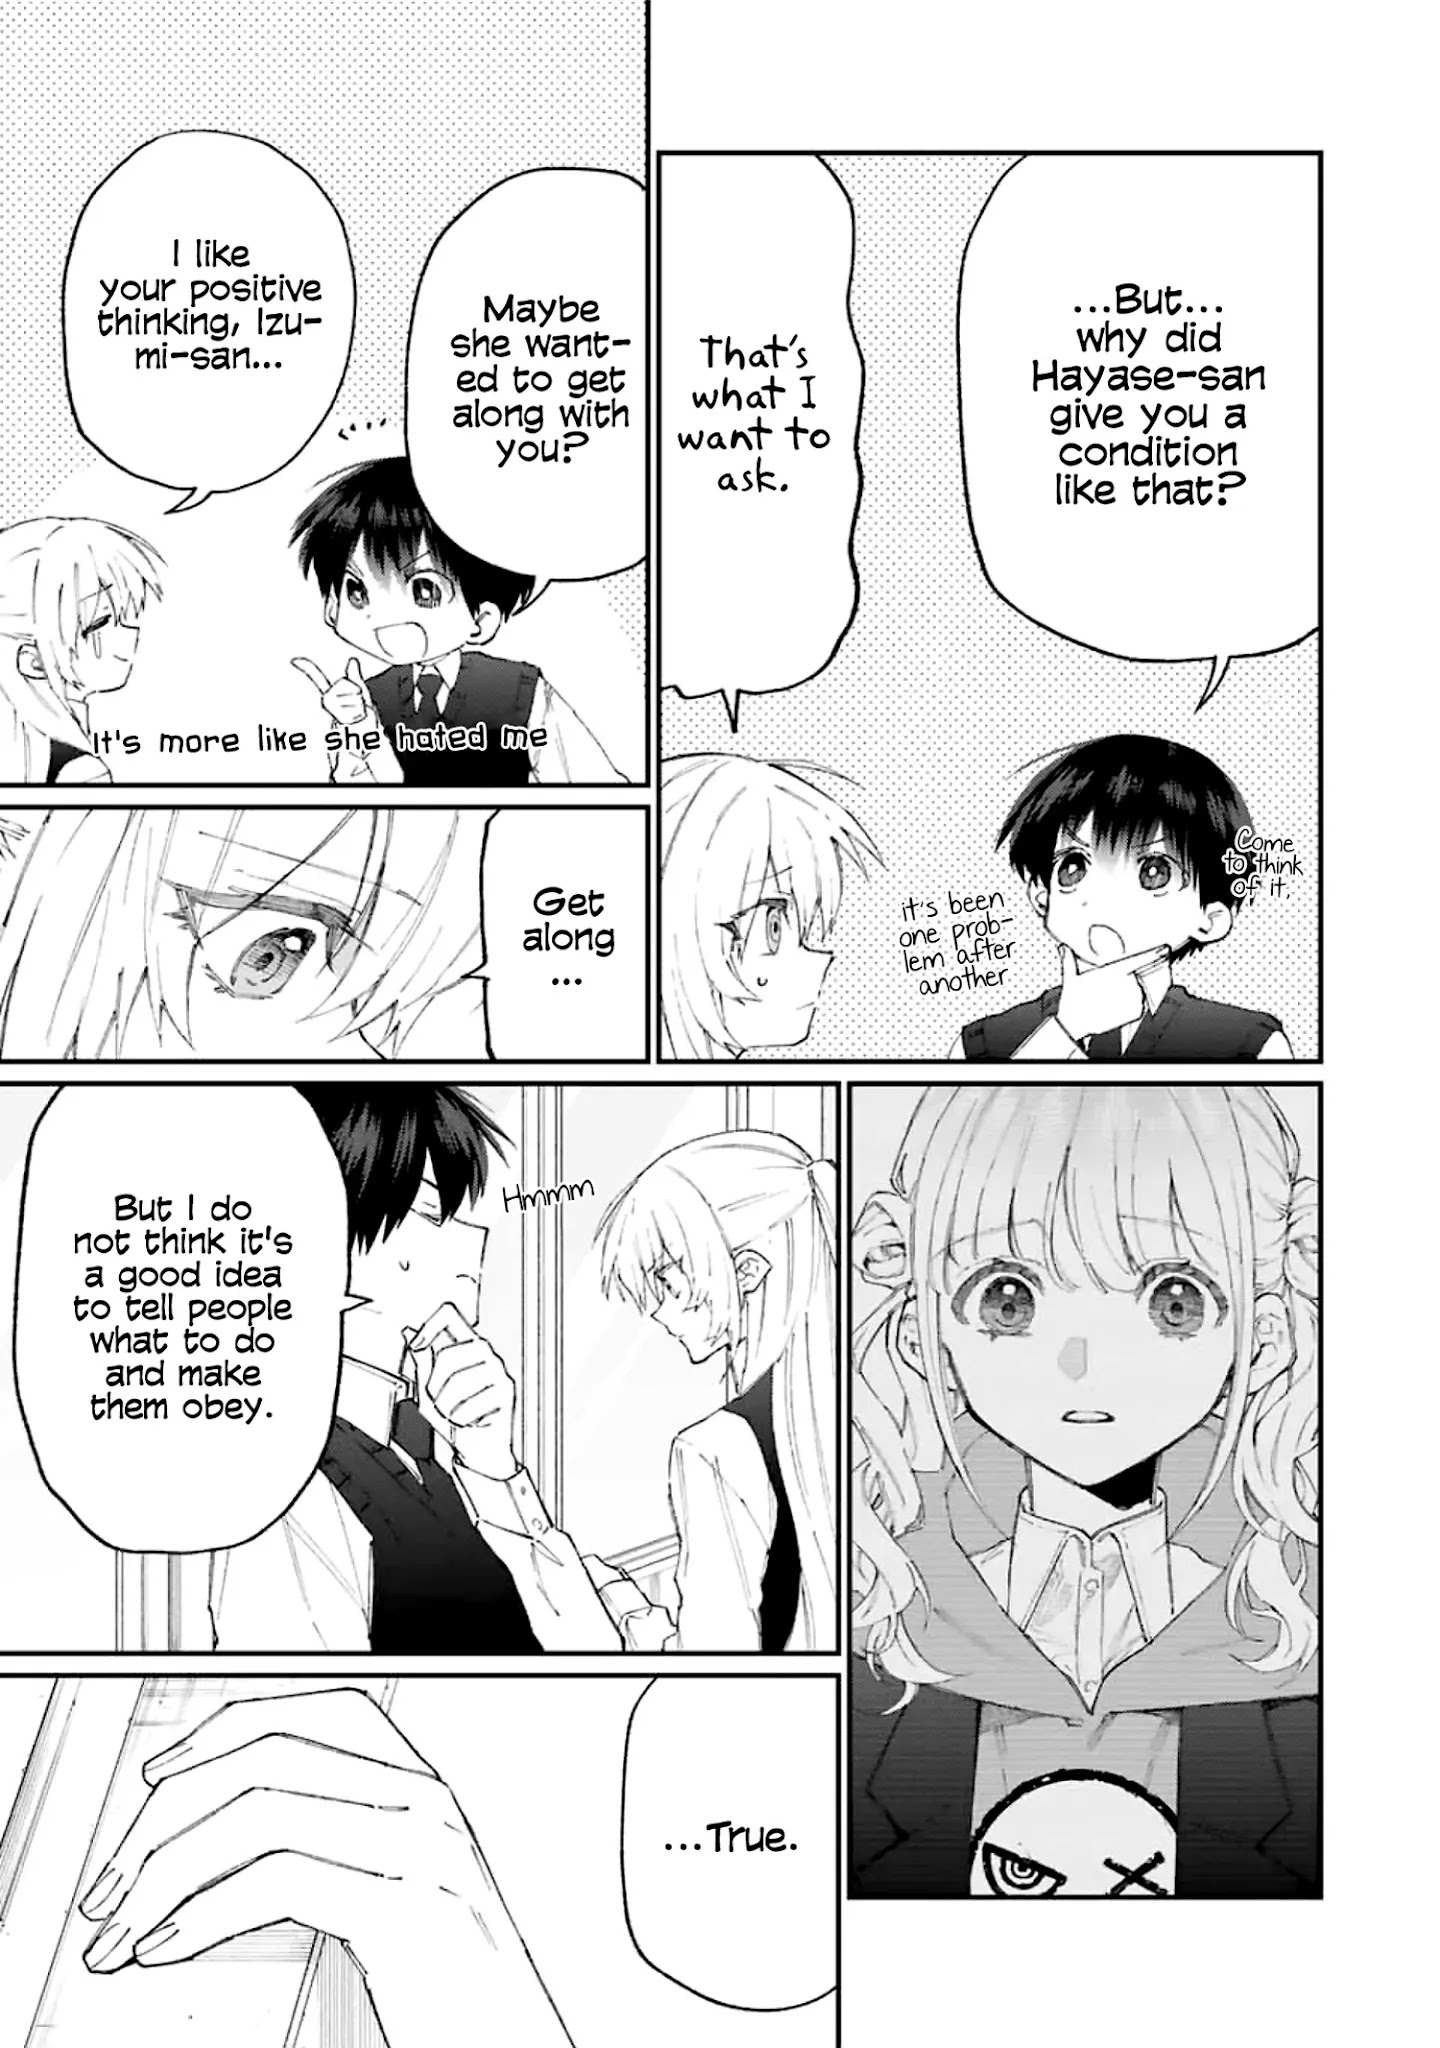 ...But...
why did
Hayase-san
give you a
condition
like that?
Come
to think
of it,
it's been
one prob-
lem after
another
That's
what I
want to
ask.
Maybe
she want-
ed to get
along with
you?
I like
your positive
thinking, Izu-
mi-san...
It's more like she hated me
Get
along
...
Hmmm
But I do
not think it's
a good idea
to tell people
what to do
and make
them obey.
...True.